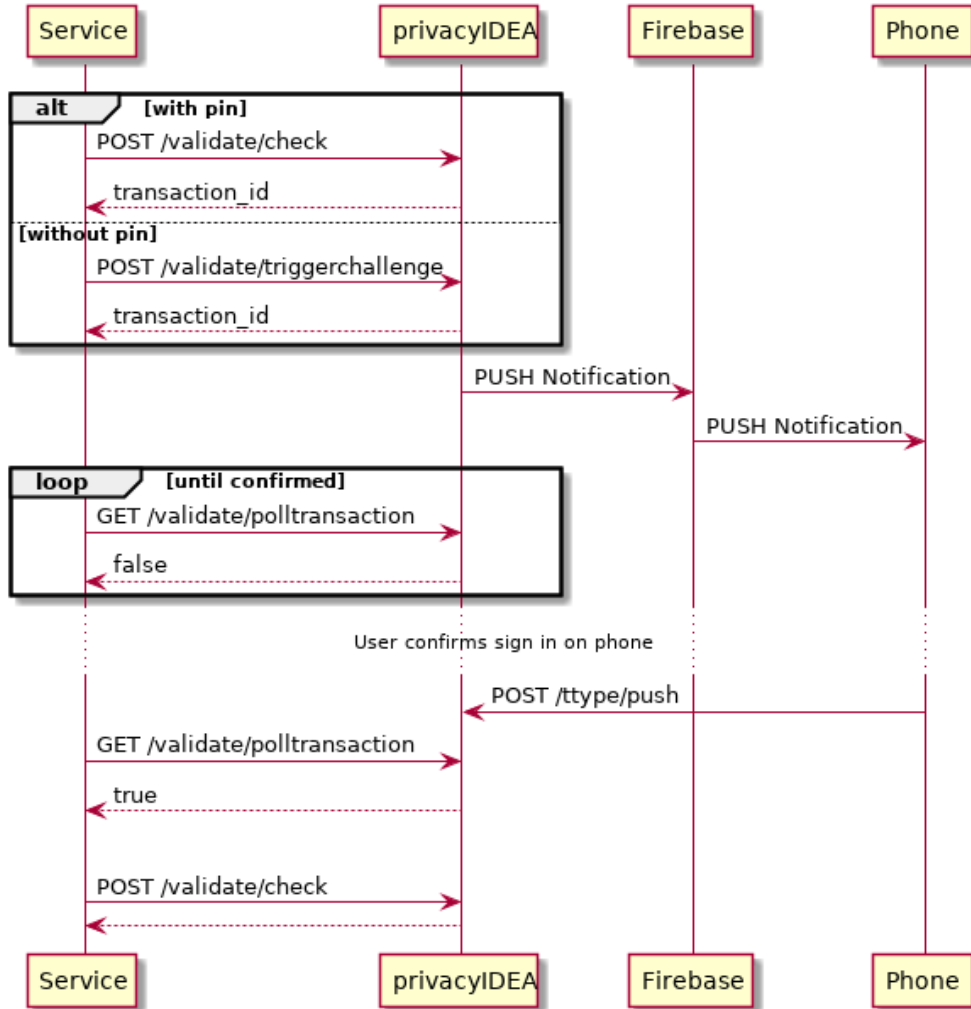 Service privacyIDEA Firebase Phone
alt [with pin]
POST /validate/check
transaction_id
[without pin]
POST /validate/triggerchallenge
transaction_id
PUSH Notification
PUSH Notification
loop [until confirmed]
GET /validate/polltransaction
false
User confirms sign in on phone
POST /ttype/push
GET /validate/polltransaction
true
POST /validate/check
Service privacyIDEA Firebase Phone